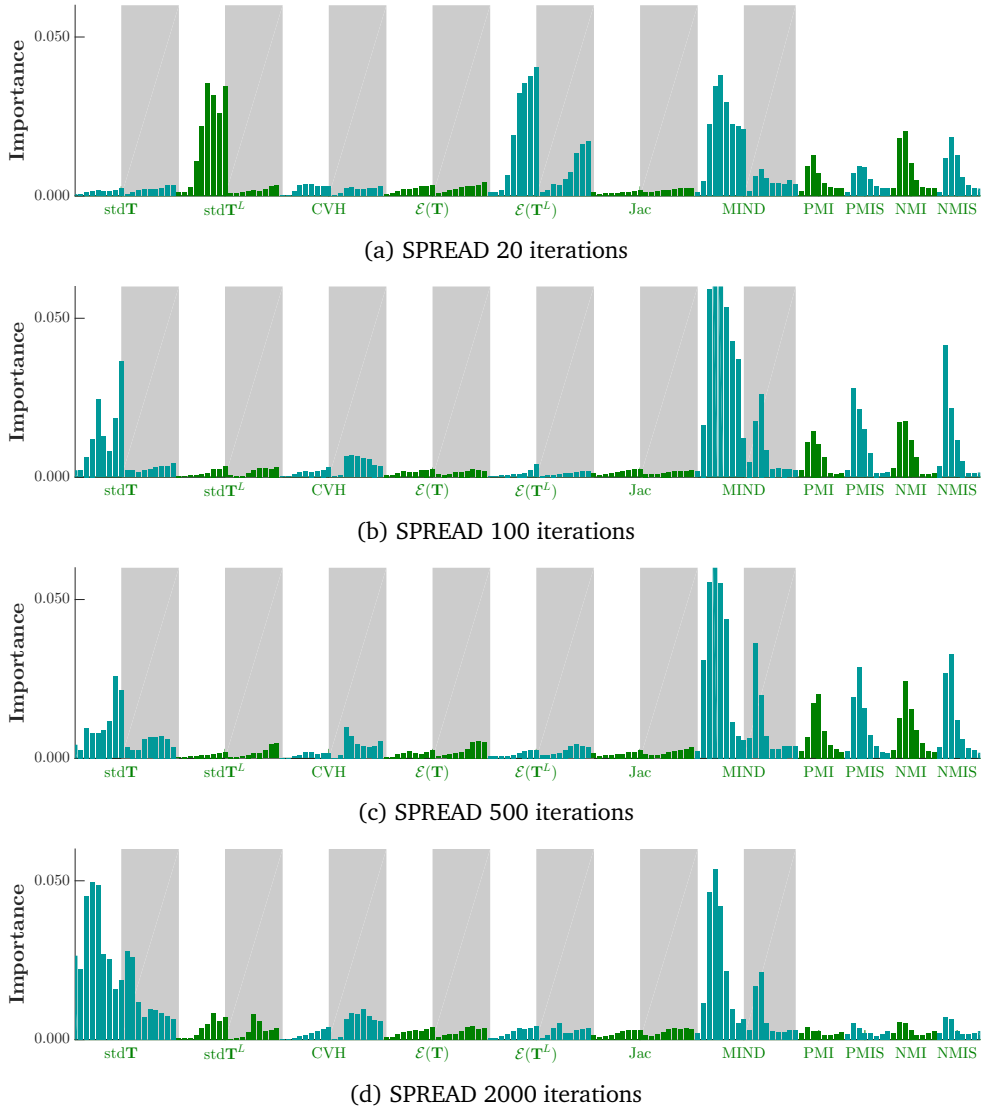 Importance
0.050
0.000
stdT stdT^L CVH ℰ(T) ℰ(T^L) Jac MIND PMI PMIS NMI NMIS
(a) SPREAD 20 iterations
Importance
0.050
0.000
stdT stdT^L CVH ℰ(T) ℰ(T^L) Jac MIND PMI PMIS NMI NMIS
(b) SPREAD 100 iterations
Importance
0.050
0.000
stdT stdT^L CVH ℰ(T) ℰ(T^L) Jac MIND PMI PMIS NMI NMIS
(c) SPREAD 500 iterations
Importance
0.050
0.000
stdT stdT^L CVH ℰ(T) ℰ(T^L) Jac MIND PMI PMIS NMI NMIS
(d) SPREAD 2000 iterations